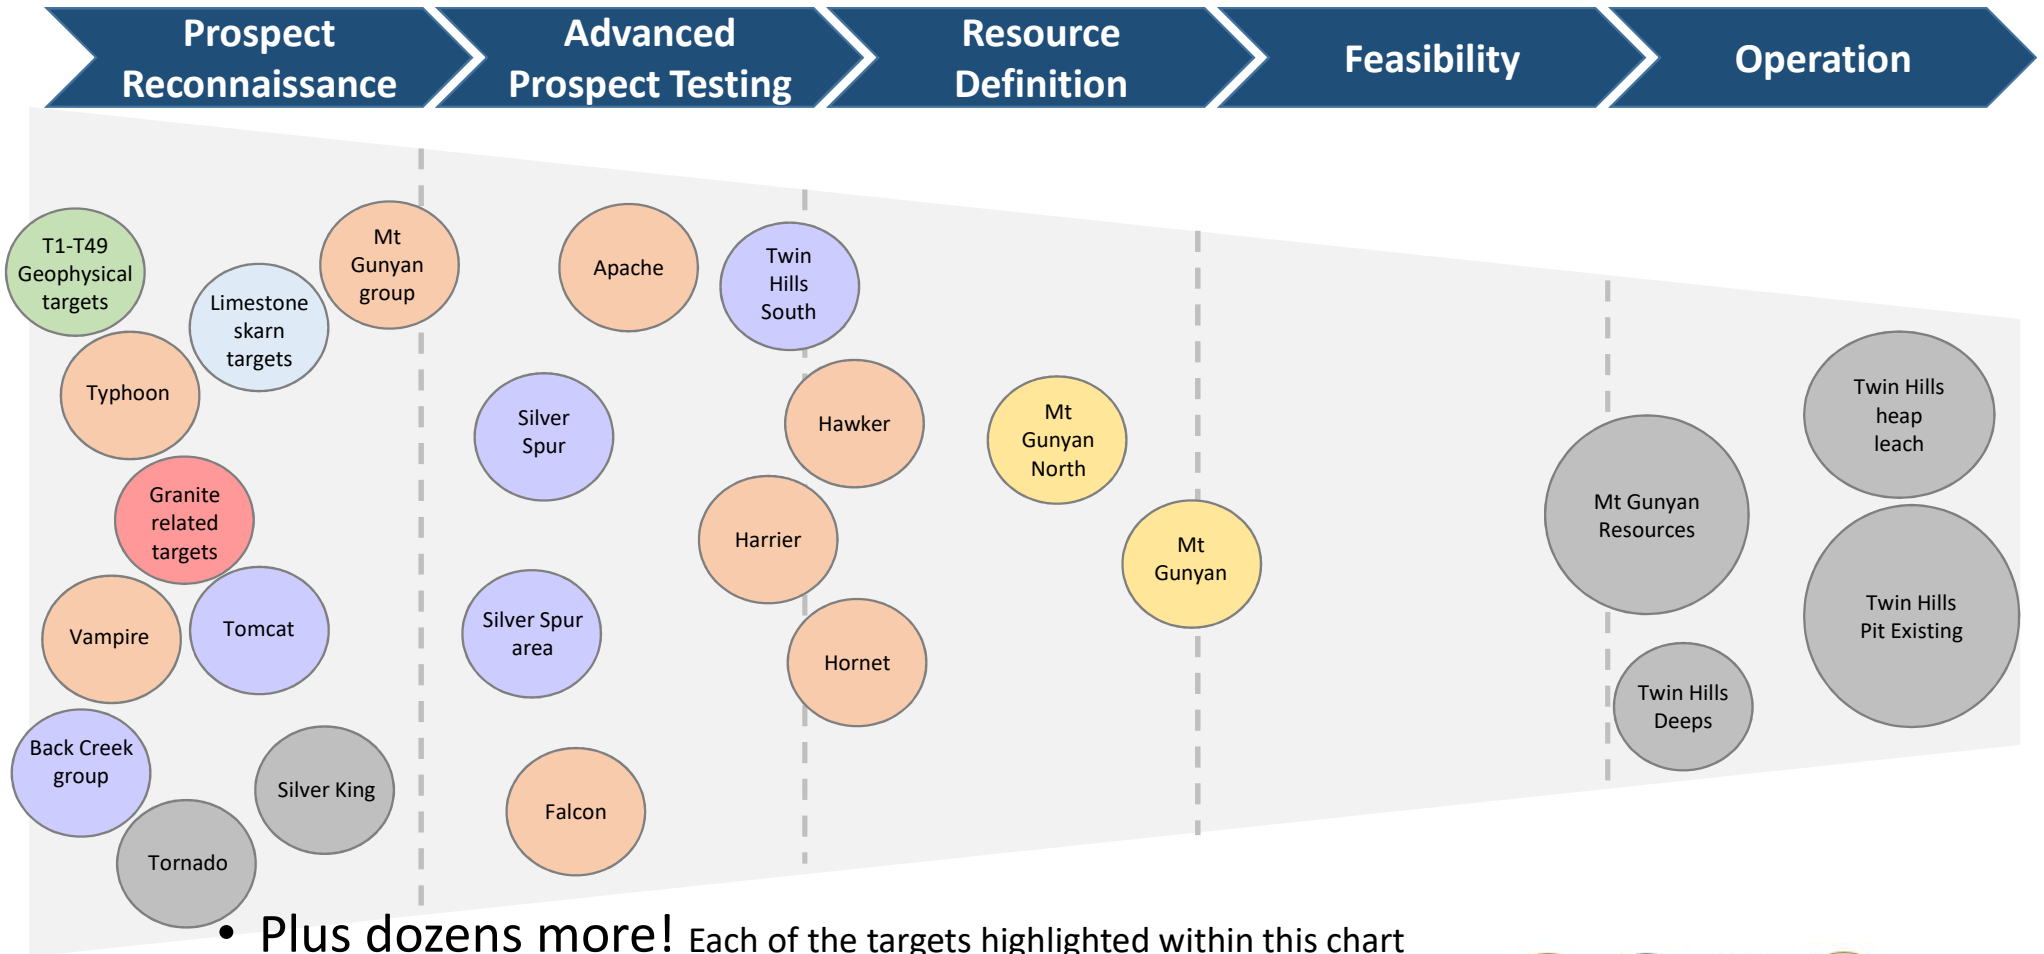 Prospect
Reconnaissance
Advanced
Prospect Testing
Resource
Definition
Feasibility
Operation
T1-T49
Geophysical
targets
Limestone
skarn
targets
Mt
Gunyan
group
Typhoon
Granite
related
targets
Vampire
Tomcat
Back Creek
group
Silver King
Tornado
Apache
Twin
Hills
South
Silver
Spur
Hawker
Harrier
Silver Spur
area
Hornet
Falcon
Mt
Gunyan
North
Mt
Gunyan
Mt Gunyan
Resources
Twin Hills
heap
leach
Twin Hills
Pit Existing
Twin Hills
Deeps
• Plus dozens more! Each of the targets highlighted within this chart